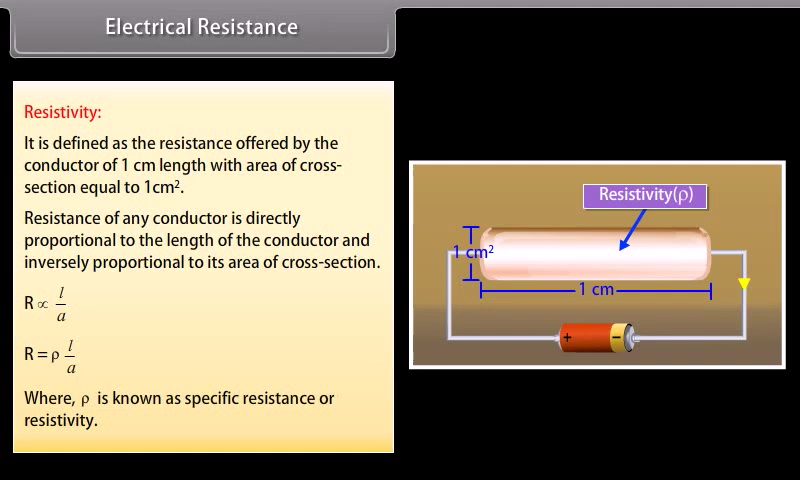 Electrical Resistance
Resistivity:
It is defined as the resistance offered by the
conductor of 1 cm length with area of cross-
section equal to 1cm².
Resistance of any conductor is directly
proportional to the length of the conductor and
inversely proportional to its area of cross-section.
R ∝ l/a
R = ρ l/a
Where, ρ is known as specific resistance or
resistivity.
Resistivity(ρ)
1 cm²
1 cm
+ −